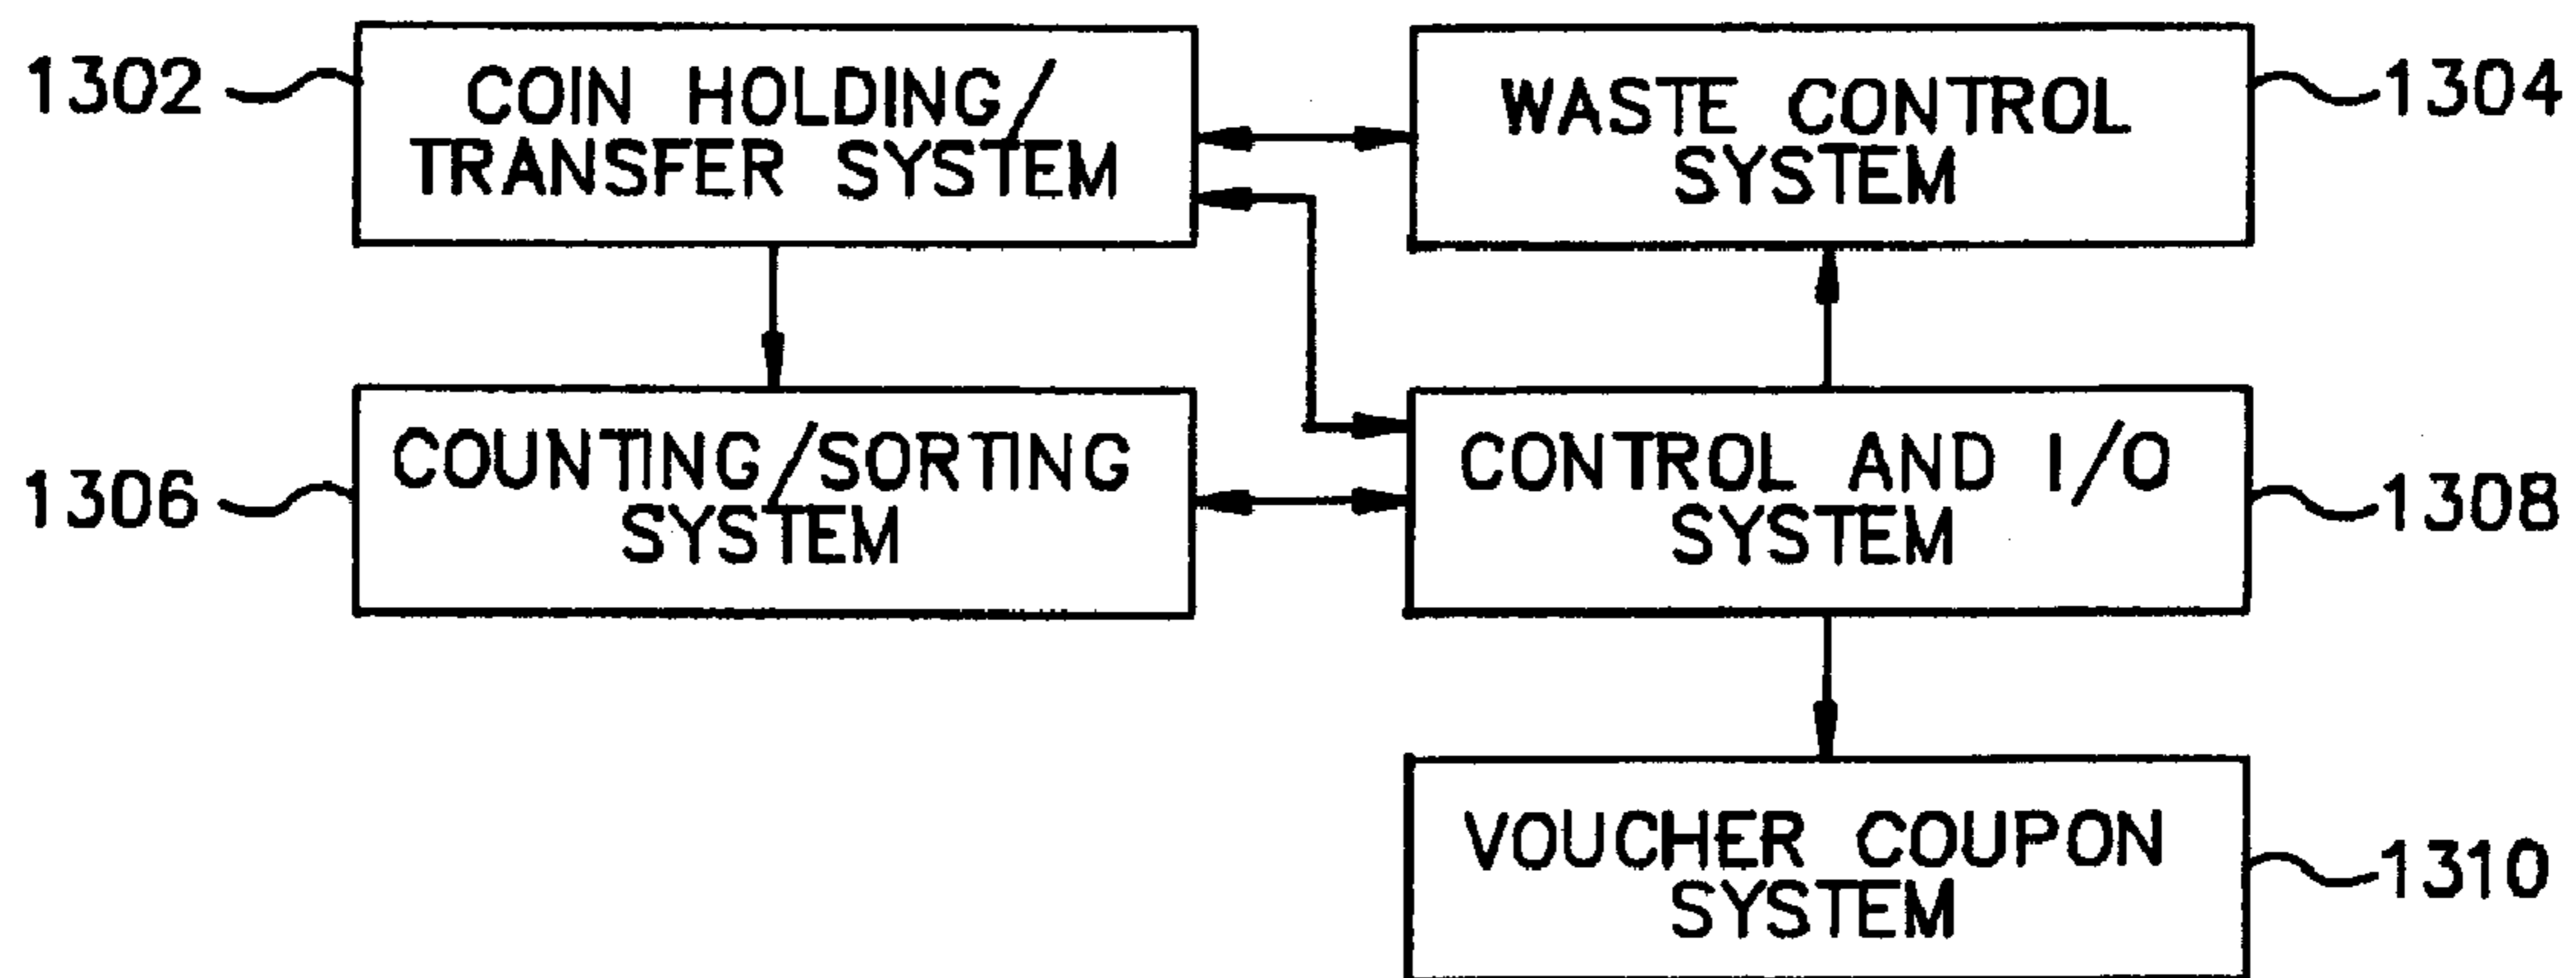 1302
COIN HOLDING/
TRANSFER SYSTEM
WASTE CONTROL
SYSTEM
1304
1306
COUNTING/SORTING
SYSTEM
CONTROL AND I/O
SYSTEM
1308
VOUCHER COUPON
SYSTEM
1310